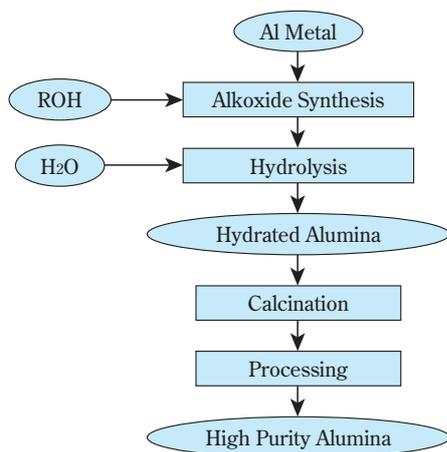 Al Metal
ROH
Alkoxide Synthesis
H2O
Hydrolysis
Hydrated Alumina
Calcination
Processing
High Purity Alumina